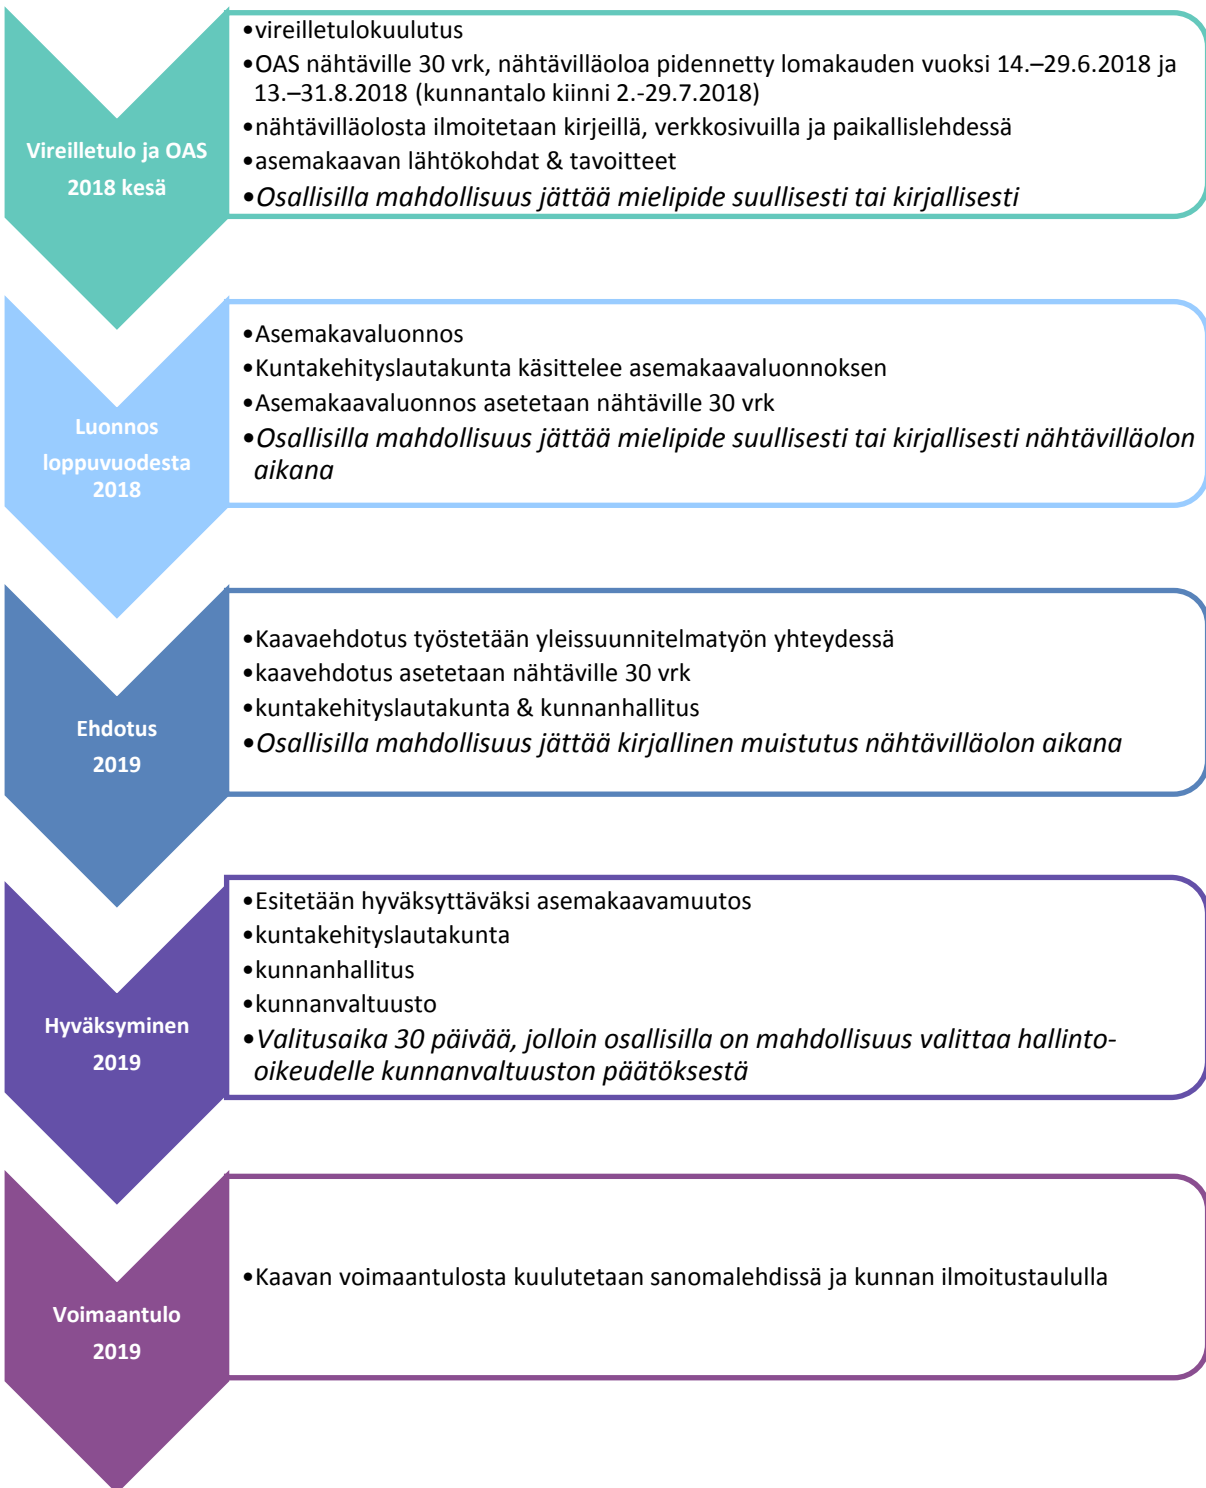 Vireilletulo ja OAS
2018 kesä
•vireilletulokuulutus
•OAS nähtäville 30 vrk, nähtävilläoloa pidennetty lomakauden vuoksi 14.–29.6.2018 ja
13.–31.8.2018 (kunnantalo kiinni 2.-29.7.2018)
•nähtävilläolosta ilmoitetaan kirjeillä, verkkosivuilla ja paikallislehdessä
•asemakaavan lähtökohdat & tavoitteet
•Osallisilla mahdollisuus jättää mielipide suullisesti tai kirjallisesti
Luonnos
loppuvuodesta
2018
•Asemakavaluonnos
•Kuntakehityslautakunta käsittelee asemakaavaluonnoksen
•Asemakaavaluonnos asetetaan nähtäville 30 vrk
•Osallisilla mahdollisuus jättää mielipide suullisesti tai kirjallisesti nähtävilläolon
aikana
Ehdotus
2019
•Kaavaehdotus työstetään yleissuunnitelmatyön yhteydessä
•kaavehdotus asetetaan nähtäville 30 vrk
•kuntakehityslautakunta & kunnanhallitus
•Osallisilla mahdollisuus jättää kirjallinen muistutus nähtävilläolon aikana
Hyväksyminen
2019
•Esitetään hyväksyttäväksi asemakaavamuutos
•kuntakehityslautakunta
•kunnanhallitus
•kunnanvaltuusto
•Valitusaika 30 päivää, jolloin osallisilla on mahdollisuus valittaa hallinto-
oikeudelle kunnanvaltuuston päätöksestä
Voimaantulo
2019
•Kaavan voimaantulosta kuulutetaan sanomalehdissä ja kunnan ilmoitustaululla